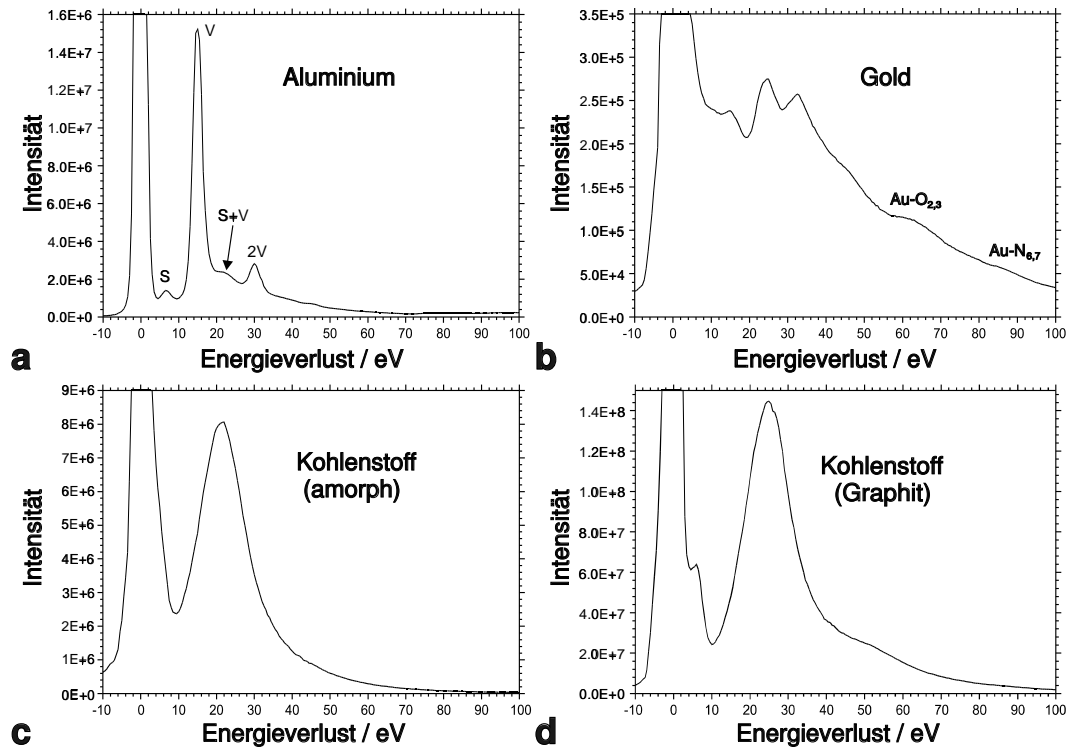 1.6E+7
1.4E+7
1.2E+7
1.0E+7
8.0E+6
6.0E+6
4.0E+6
2.0E+6
0.0E+0
Intensität
Aluminium
V
S+V
2V
S
-10 0 10 20 30 40 50 60 70 80 90 100
Energieverlust / eV
a
3.5E+5
3.0E+5
2.5E+5
2.0E+5
1.5E+5
1.0E+5
5.0E+4
0.0E+0
Intensität
Gold
Au-O2,3
Au-N6,7
-10 0 10 20 30 40 50 60 70 80 90 100
Energieverlust / eV
b
9E+6
8E+6
7E+6
6E+6
5E+6
4E+6
3E+6
2E+6
1E+6
0E+0
Intensität
Kohlenstoff
(amorph)
-10 0 10 20 30 40 50 60 70 80 90 100
Energieverlust / eV
c
1.4E+8
1.2E+8
1.0E+8
8.0E+7
6.0E+7
4.0E+7
2.0E+7
0.0E+0
Intensität
Kohlenstoff
(Graphit)
-10 0 10 20 30 40 50 60 70 80 90 100
Energieverlust / eV
d